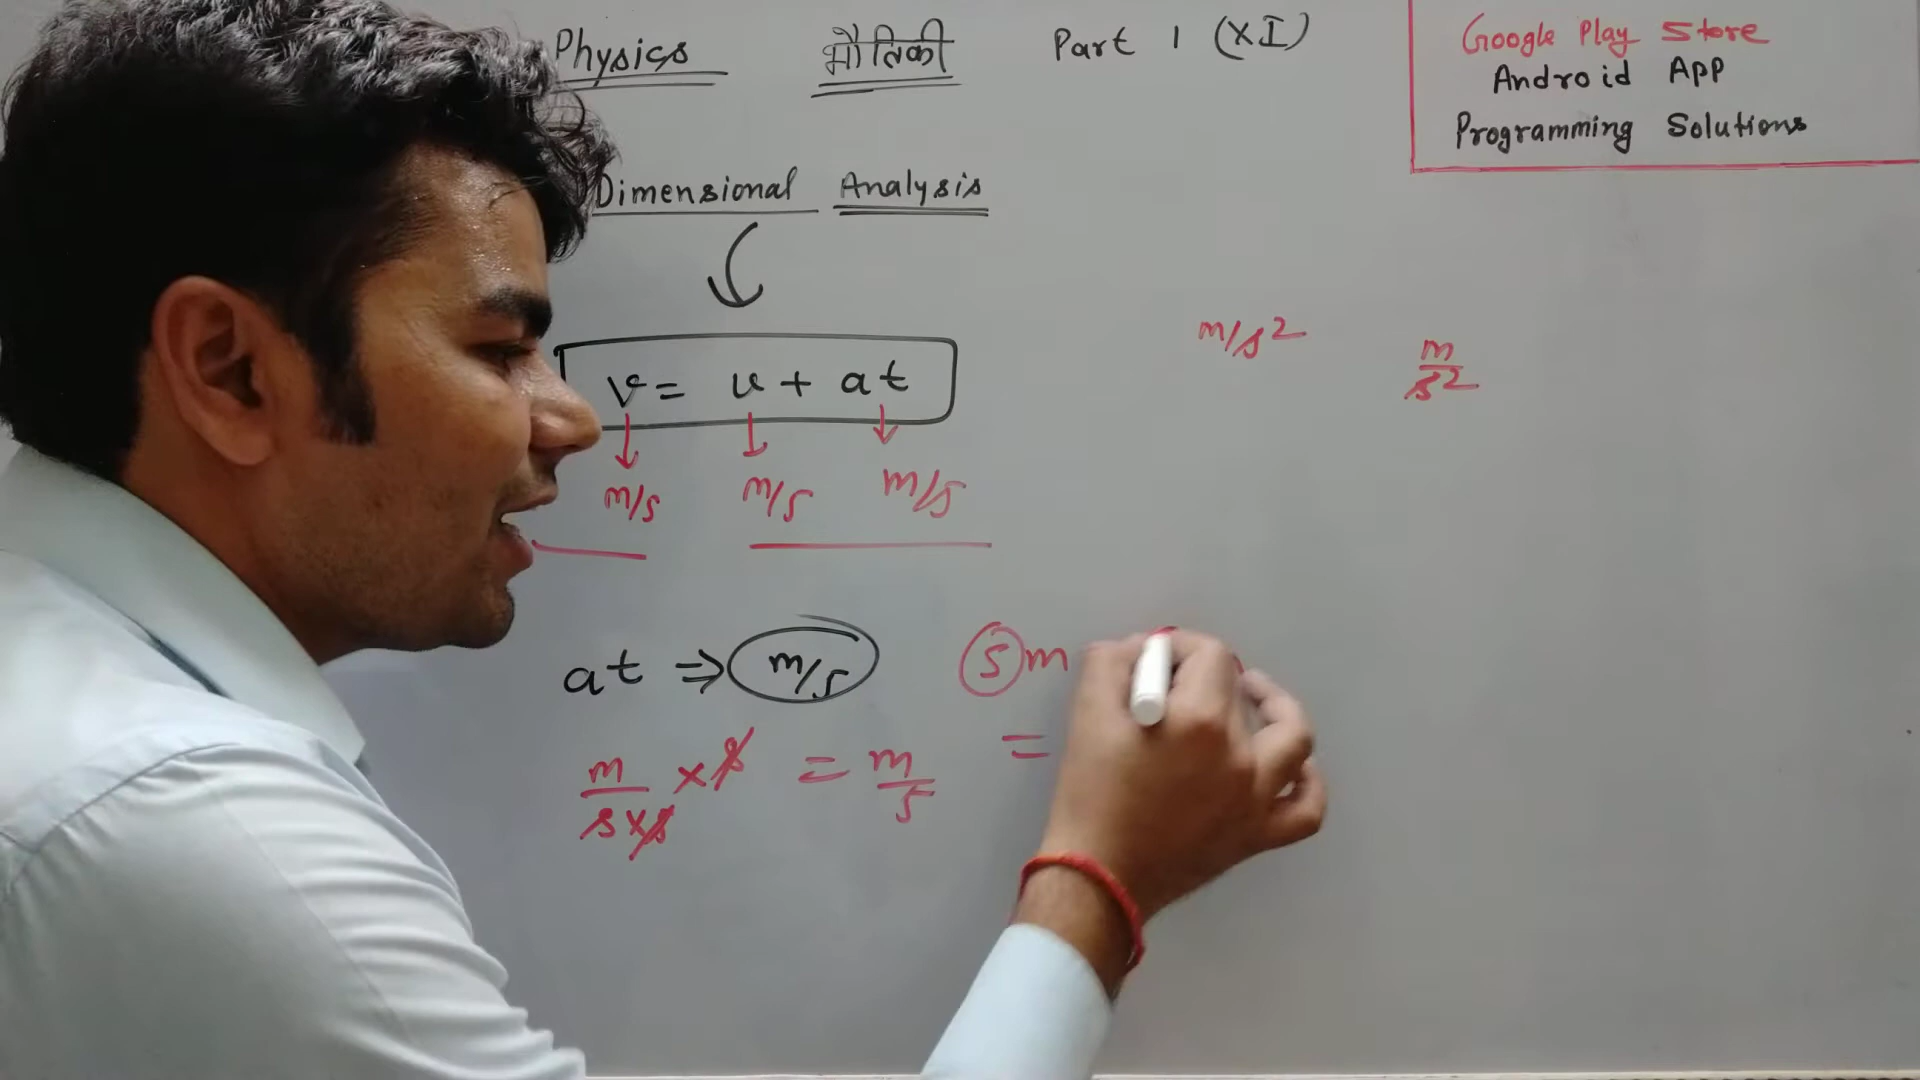 Physics भौतिकी Part 1 (XI)
Google Play Store
Android App
Programming Solutions
Dimensional Analysis
v = u + at
m/s m/s m/s
m/s² m/s²
at ⇒ m/s 5m
m/s×s × s = m/s =